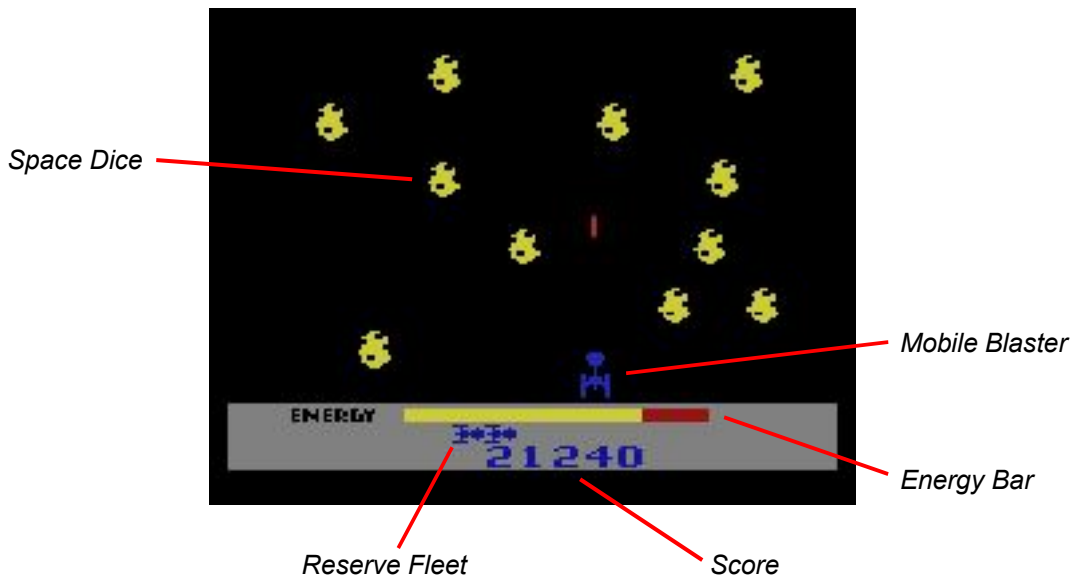 Space Dice
Mobile Blaster
ENERGY
21240
Energy Bar
Reserve Fleet
Score